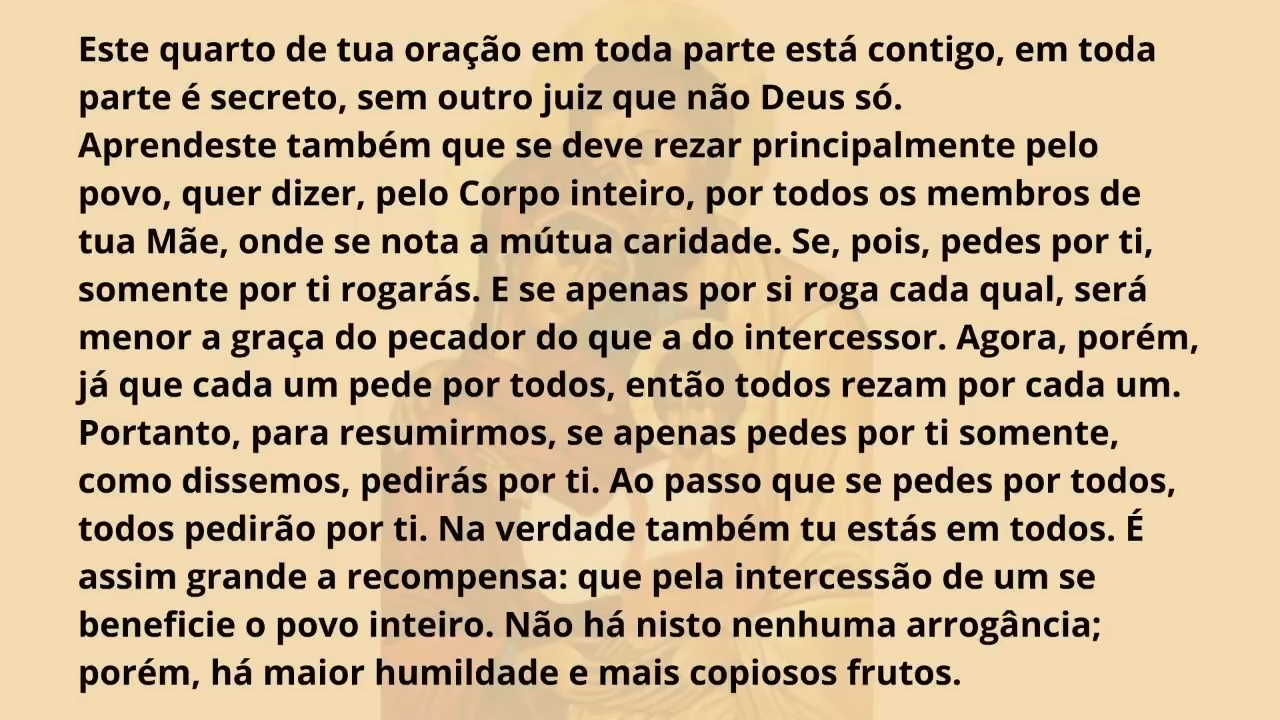 Este quarto de tua oração em toda parte está contigo, em toda
parte é secreto, sem outro juiz que não Deus só.
Aprendeste também que se deve rezar principalmente pelo
povo, quer dizer, pelo Corpo inteiro, por todos os membros de
tua Mãe, onde se nota a mútua caridade. Se, pois, pedes por ti,
somente por ti rogarás. E se apenas por si roga cada qual, será
menor a graça do pecador do que a do intercessor. Agora, porém,
já que cada um pede por todos, então todos rezam por cada um.
Portanto, para resumirmos, se apenas pedes por ti somente,
como dissemos, pedirás por ti. Ao passo que se pedes por todos,
todos pedirão por ti. Na verdade também tu estás em todos. É
assim grande a recompensa: que pela intercessão de um se
beneficie o povo inteiro. Não há nisto nenhuma arrogância;
porém, há maior humildade e mais copiosos frutos.